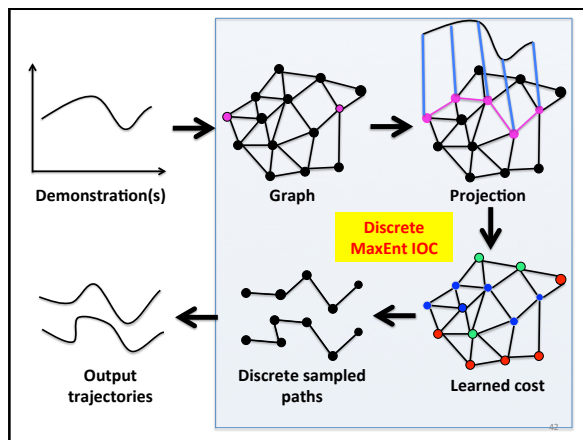 Demonstration(s)
Graph
Projection
Discrete
MaxEnt IOC
Output
trajectories
Discrete sampled
paths
Learned cost
42